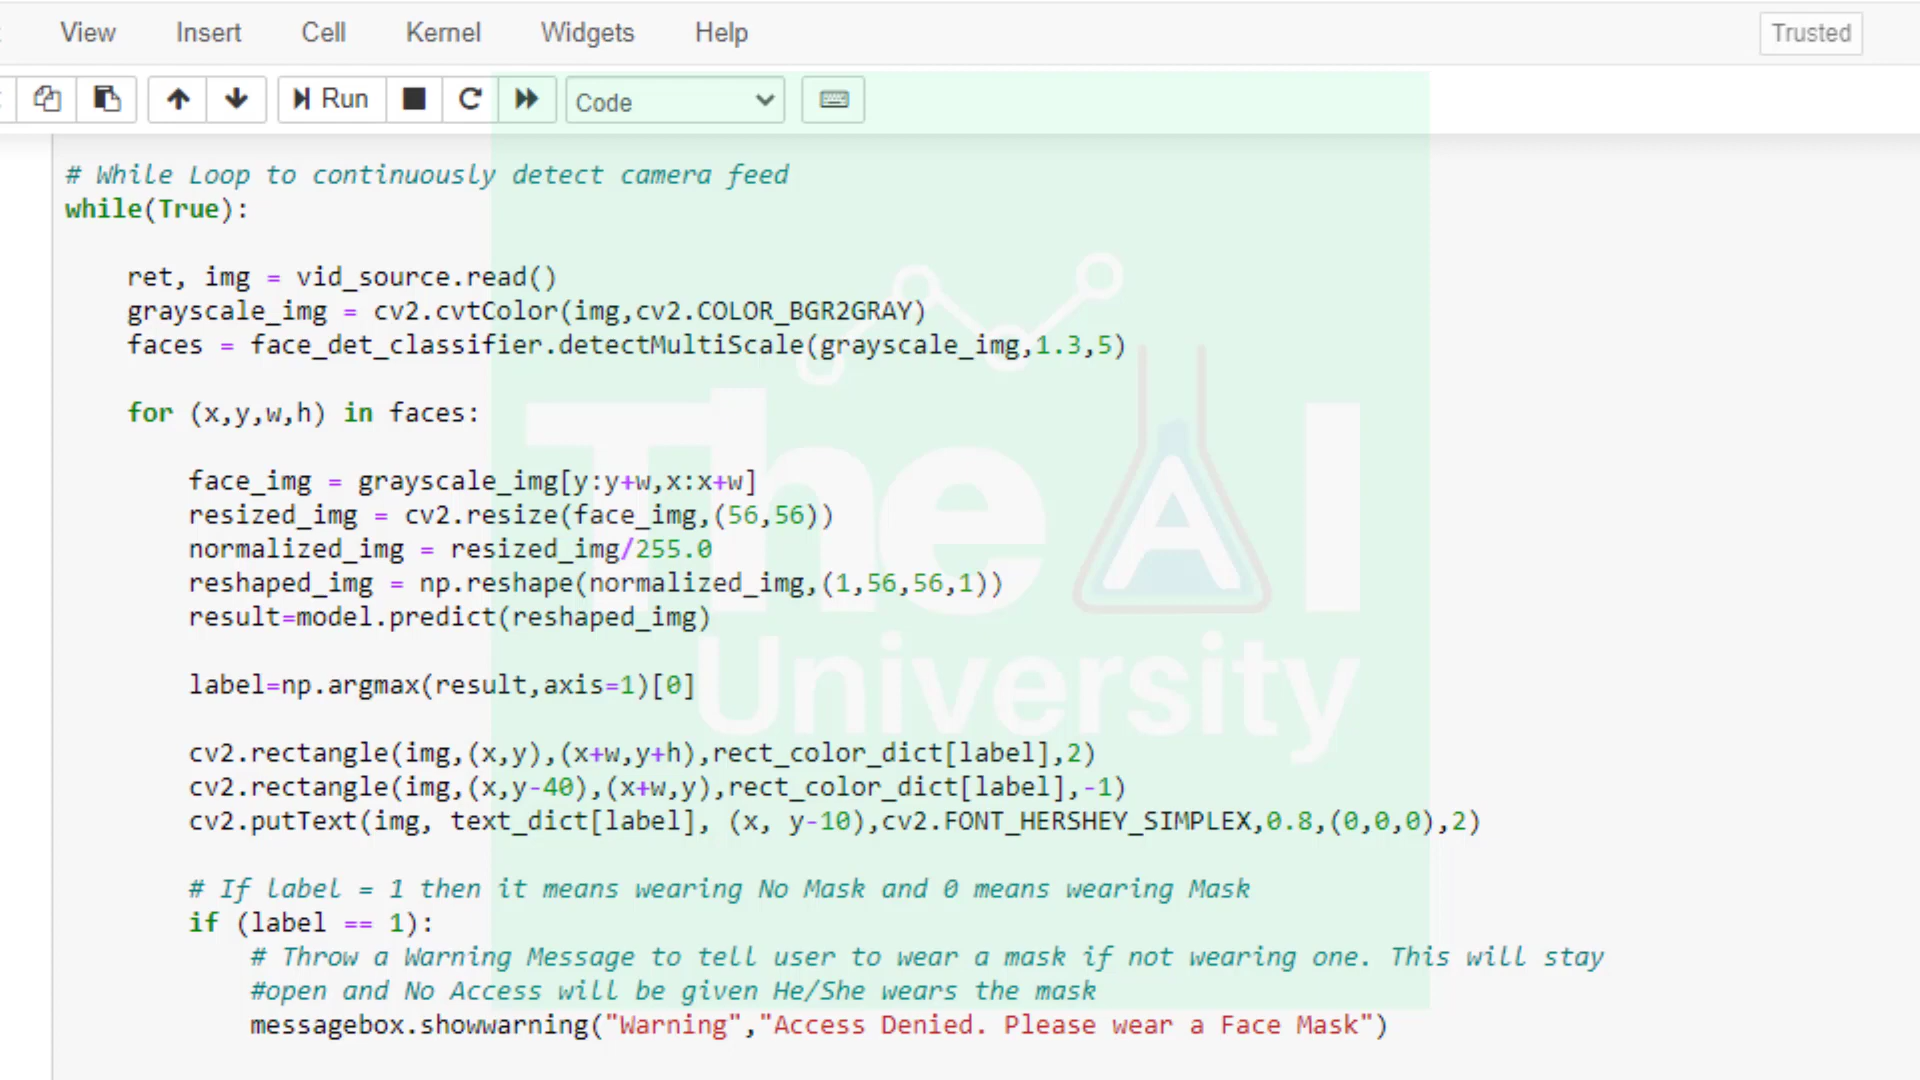 View Insert Cell Kernel Widgets Help Trusted
Run Code
# While Loop to continuously detect camera feed
while(True):
ret, img = vid_source.read()
grayscale_img = cv2.cvtColor(img,cv2.COLOR_BGR2GRAY)
faces = face_det_classifier.detectMultiScale(grayscale_img,1.3,5)
for (x,y,w,h) in faces:
face_img = grayscale_img[y:y+w,x:x+w]
resized_img = cv2.resize(face_img,(56,56))
normalized_img = resized_img/255.0
reshaped_img = np.reshape(normalized_img,(1,56,56,1))
result=model.predict(reshaped_img)
label=np.argmax(result,axis=1)[0]
cv2.rectangle(img,(x,y),(x+w,y+h),rect_color_dict[label],2)
cv2.rectangle(img,(x,y-40),(x+w,y),rect_color_dict[label],-1)
cv2.putText(img, text_dict[label], (x, y-10),cv2.FONT_HERSHEY_SIMPLEX,0.8,(0,0,0),2)
# If label = 1 then it means wearing No Mask and 0 means wearing Mask
if (label == 1):
# Throw a Warning Message to tell user to wear a mask if not wearing one. This will stay
#open and No Access will be given He/She wears the mask
messagebox.showwarning("Warning","Access Denied. Please wear a Face Mask")
The AI
University